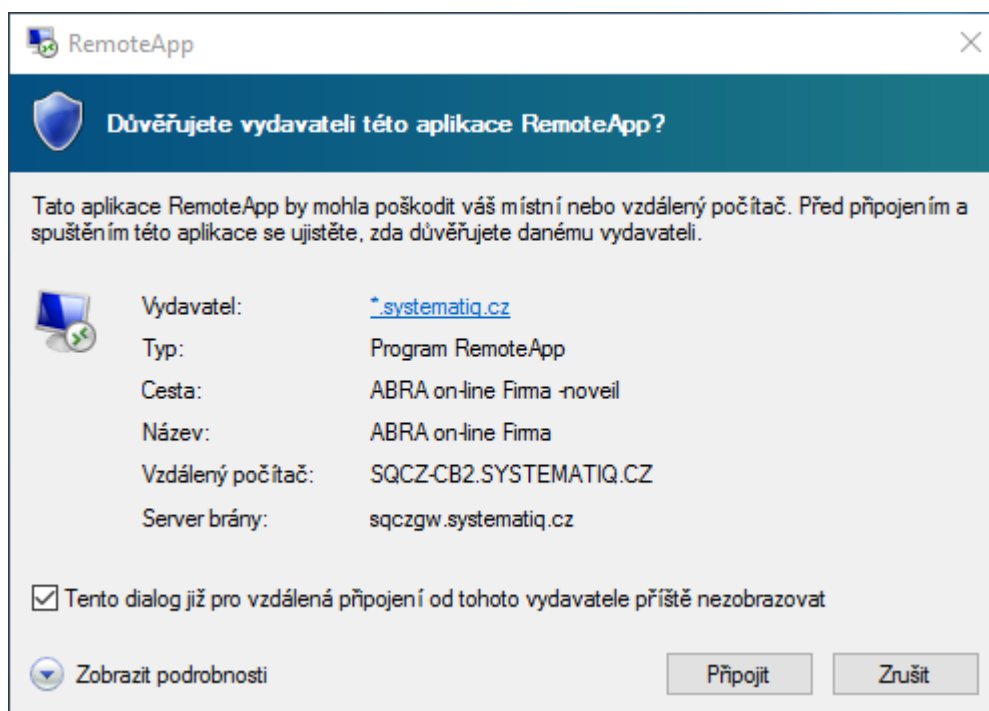 RemoteApp
Důvěřujete vydavateli této aplikace RemoteApp?
Tato aplikace RemoteApp by mohla poškodit váš místní nebo vzdálený počítač. Před připojením a
spuštěním této aplikace se ujistěte, zda důvěřujete danému vydavateli.
Vydavatel: *.systematiq.cz
Typ: Program RemoteApp
Cesta: ABRA on-line Firma -noveil
Název: ABRA on-line Firma
Vzdálený počítač: SQCZ-CB2.SYSTEMATIQ.CZ
Server brány: sqczgw.systematiq.cz
Tento dialog již pro vzdálená připojení od tohoto vydavatele příště nezobrazovat
Zobrazit podrobnosti Připojit Zrušit